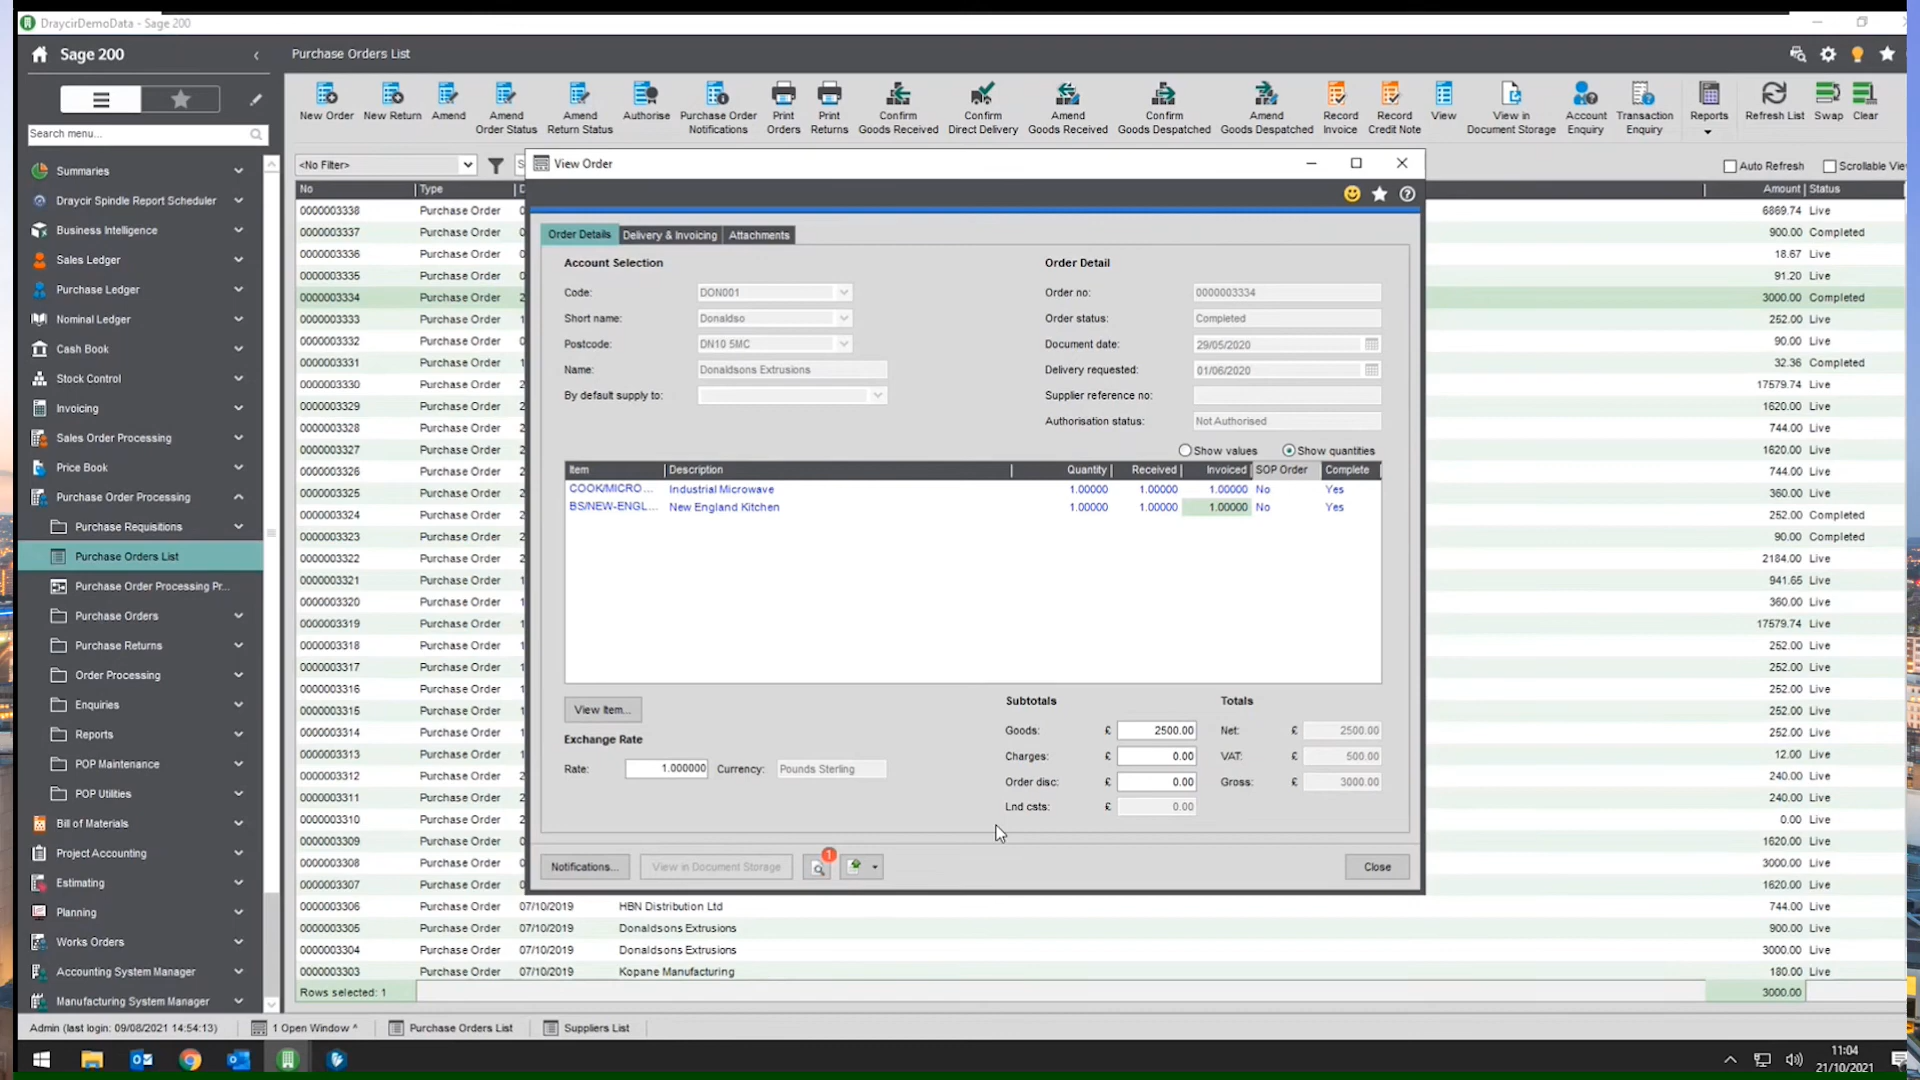 DraycirDemoData - Sage 200
Sage 200
Purchase Orders List
New Order
New Return
Amend
Amend Order Status
Amend Return Status
Authorise
Purchase Order Notifications
Print Orders
Print Returns
Confirm Goods Received
Confirm Direct Delivery
Amend Goods Received
Confirm Goods Despatched
Amend Goods Despatched
Record Invoice
Record Credit Note
View
View in Document Storage
Account Enquiry
Transaction Enquiry
Reports
Refresh List
Swap
Clear
Search menu...
Summaries
Draycir Spindle Report Scheduler
Business Intelligence
Sales Ledger
Purchase Ledger
Nominal Ledger
Cash Book
Stock Control
Invoicing
Sales Order Processing
Price Book
Purchase Order Processing
Purchase Requisitions
Purchase Orders List
Purchase Order Processing Pr...
Purchase Orders
Purchase Returns
Order Processing
Enquiries
Reports
POP Maintenance
POP Utilities
Bill of Materials
Project Accounting
Estimating
Planning
Works Orders
Accounting System Manager
Manufacturing System Manager
<No Filter>
Auto Refresh
Scrollable Vie
No Type Amount Status
0000003338 Purchase Order 6869.74 Live
0000003337 Purchase Order 900.00 Completed
0000003336 Purchase Order 18.67 Live
0000003335 Purchase Order 91.20 Live
0000003334 Purchase Order 3000.00 Completed
0000003333 Purchase Order 252.00 Live
0000003332 Purchase Order 90.00 Live
0000003331 Purchase Order 32.36 Completed
0000003330 Purchase Order 17579.74 Live
0000003329 Purchase Order 1620.00 Live
0000003328 Purchase Order 744.00 Live
0000003327 Purchase Order 1620.00 Live
0000003326 Purchase Order 744.00 Live
0000003325 Purchase Order 360.00 Live
0000003324 Purchase Order 252.00 Completed
0000003323 Purchase Order 90.00 Completed
0000003322 Purchase Order 2184.00 Live
0000003321 Purchase Order 941.65 Live
0000003320 Purchase Order 360.00 Live
0000003319 Purchase Order 17579.74 Live
0000003318 Purchase Order 252.00 Live
0000003317 Purchase Order 252.00 Live
0000003316 Purchase Order 252.00 Live
0000003315 Purchase Order 252.00 Live
0000003314 Purchase Order 252.00 Live
0000003313 Purchase Order 12.00 Live
0000003312 Purchase Order 240.00 Live
0000003311 Purchase Order 240.00 Live
0000003310 Purchase Order 0.00 Live
0000003309 Purchase Order 1620.00 Live
0000003308 Purchase Order 3000.00 Live
0000003307 Purchase Order 1620.00 Live
0000003306 Purchase Order 07/10/2019 HBN Distribution Ltd 744.00 Live
0000003305 Purchase Order 07/10/2019 Donaldsons Extrusions 900.00 Live
0000003304 Purchase Order 07/10/2019 Donaldsons Extrusions 3000.00 Live
0000003303 Purchase Order 07/10/2019 Kopane Manufacturing 180.00 Live
Rows selected: 1 3000.00
View Order
Order Details
Delivery & Invoicing
Attachments
Account Selection
Code: DON001
Short name: Donaldso
Postcode: DN10 5MC
Name: Donaldsons Extrusions
By default supply to:
Order Detail
Order no: 0000003334
Order status: Completed
Document date: 29/05/2020
Delivery requested: 01/06/2020
Supplier reference no:
Authorisation status: Not Authorised
Show values
Show quantities
Item Description Quantity Received Invoiced SOP Order Complete
COOK/MICRO... Industrial Microwave 1.00000 1.00000 1.00000 No Yes
BS/NEW-ENGL... New England Kitchen 1.00000 1.00000 1.00000 No Yes
View Item...
Exchange Rate
Rate: 1.000000 Currency: Pounds Sterling
Subtotals
Goods: £ 2500.00
Charges: £ 0.00
Order disc: £ 0.00
Lnd csts: £ 0.00
Totals
Net: £ 2500.00
VAT: £ 500.00
Gross: £ 3000.00
Notifications...
View in Document Storage
1
Close
Admin (last login: 09/08/2021 14:54:13)
1 Open Window ^
Purchase Orders List
Suppliers List
11:04
21/10/2021